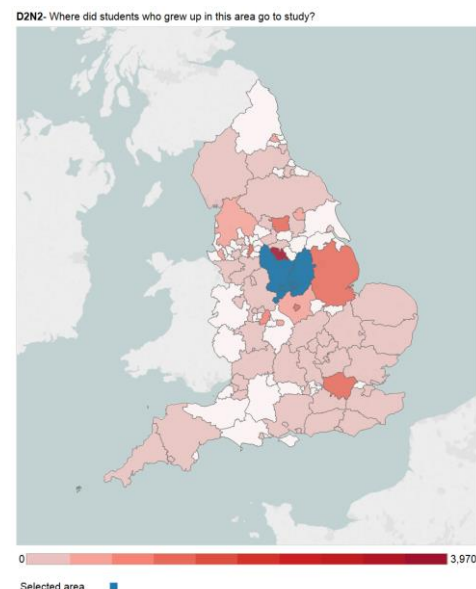 D2N2- Where did students who grew up in this area go to study?
0 3,970
Selected area